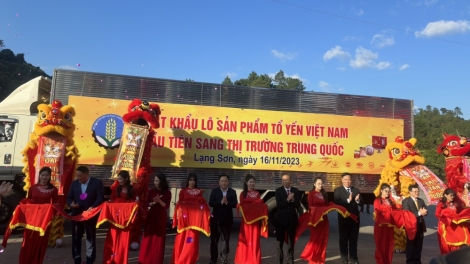 ẤT KHẨU LÔ SẢN PHẨM TỔ YẾN VIỆT NAM
ẦU TIÊN SANG THỊ TRƯỜNG TRUNG QUỐC
Lạng Sơn, ngày 16/11/2023